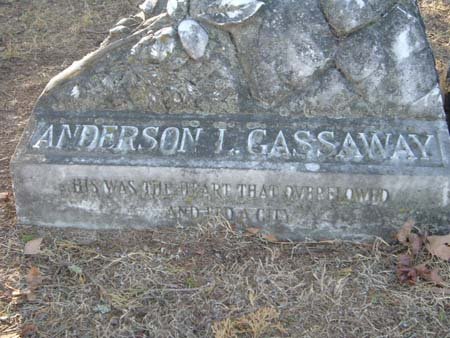 ANDERSON L. GASSAWAY
HIS WAS THE HEART THAT OVERFLOWED
AND A CITY